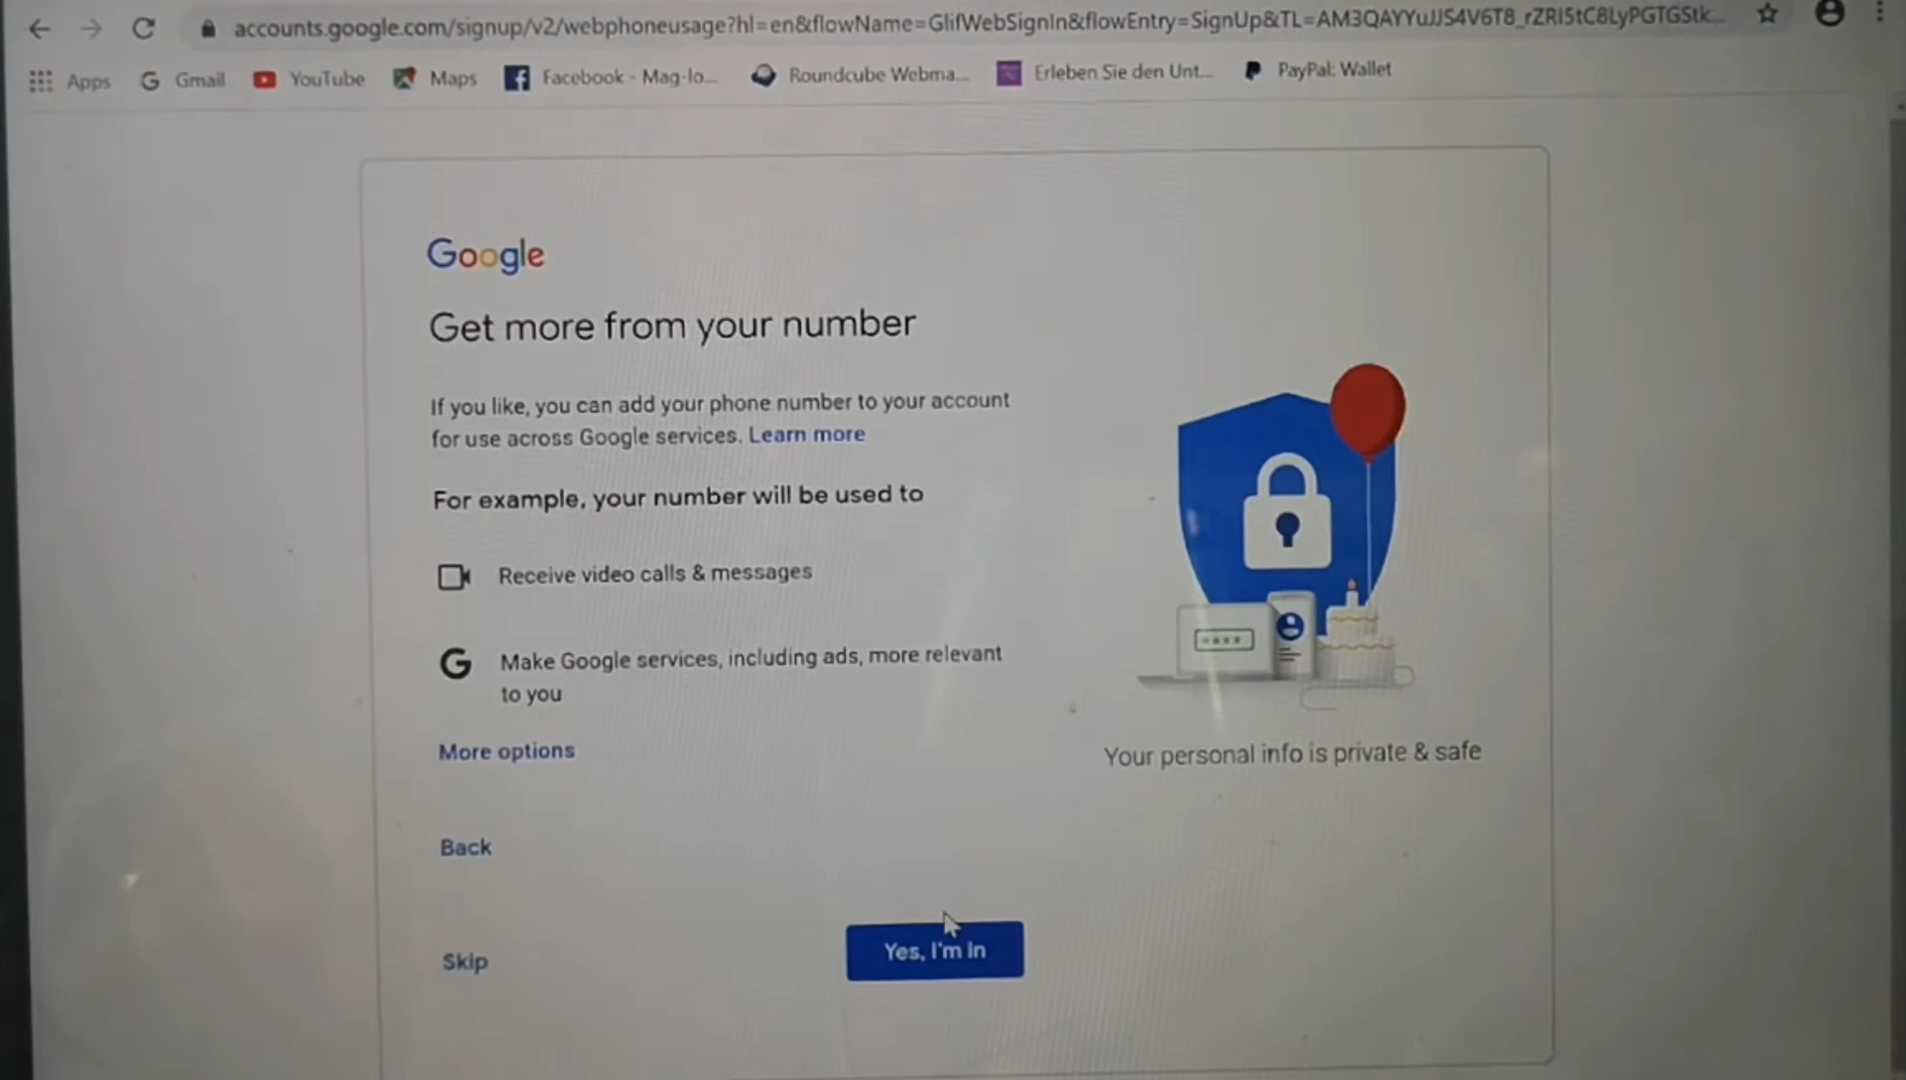 accounts.google.com/signup/v2/webphoneusage?hl=en&flowName=GlifWebSignIn&flowEntry=SignUp&TL=AM3QAYYuJJS4V6T8_rZRI5tC8LyPGTGStk...
Apps Gmail YouTube Maps Facebook - Mag-lo... Roundcube Webma... Erleben Sie den Unt... PayPal: Wallet
Google
Get more from your number
If you like, you can add your phone number to your account
for use across Google services. Learn more
For example, your number will be used to
Receive video calls & messages
G Make Google services, including ads, more relevant
to you
More options
Your personal info is private & safe
Back
Skip
Yes, I'm in